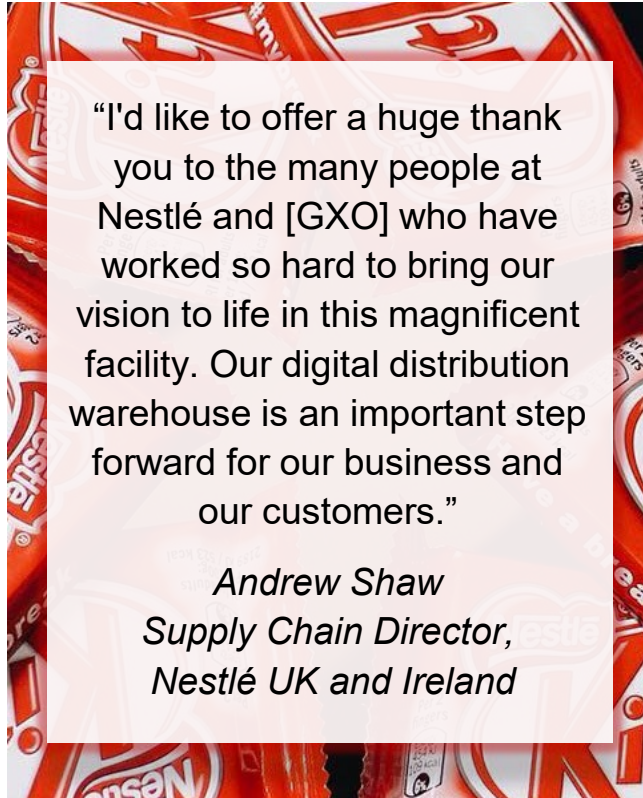 “I'd like to offer a huge thank
you to the many people at
Nestlé and [GXO] who have
worked so hard to bring our
vision to life in this magnificent
facility. Our digital distribution
warehouse is an important step
forward for our business and
our customers.”
Andrew Shaw
Supply Chain Director,
Nestlé UK and Ireland
Nestlé